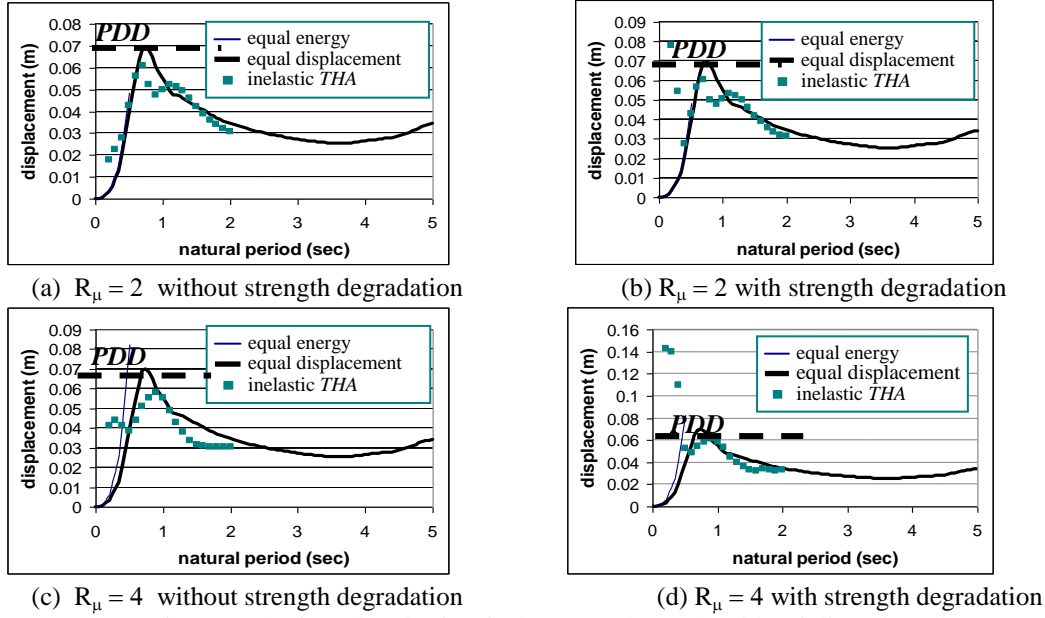 0.08
0.07
0.06
0.05
0.04
0.03
0.02
0.01
0
displacement (m)
PDD
equal energy
equal displacement
inelastic THA
0 1 2 3 4 5
natural period (sec)
(a) Rμ = 2 without strength degradation
0.09
0.08
0.07
0.06
0.05
0.04
0.03
0.02
0.01
0
displacement (m)
PDD
equal energy
equal displacement
inelastic THA
0 1 2 3 4 5
natural period (sec)
(b) Rμ = 2 with strength degradation
0.09
0.08
0.07
0.06
0.05
0.04
0.03
0.02
0.01
0
displacement (m)
PDD
equal energy
equal displacement
inelastic THA
0 1 2 3 4 5
natural period (sec)
(c) Rμ = 4 without strength degradation
0.16
0.14
0.12
0.10
0.08
0.06
0.04
0.02
0
displacement (m)
PDD
equal energy
equal displacement
inelastic THA
0 1 2 3 4 5
natural period (sec)
(d) Rμ = 4 with strength degradation